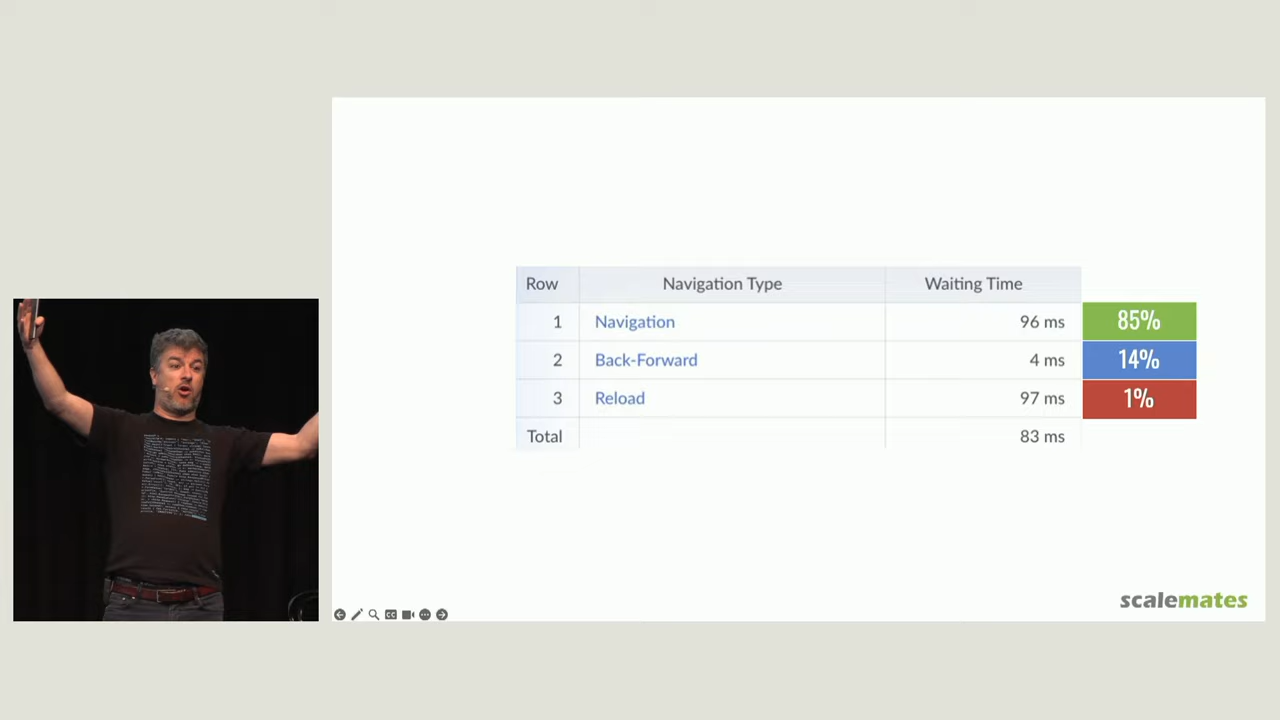 Row Navigation Type Waiting Time
1 Navigation 96 ms 85%
2 Back-Forward 4 ms 14%
3 Reload 97 ms 1%
Total 83 ms
scalemates